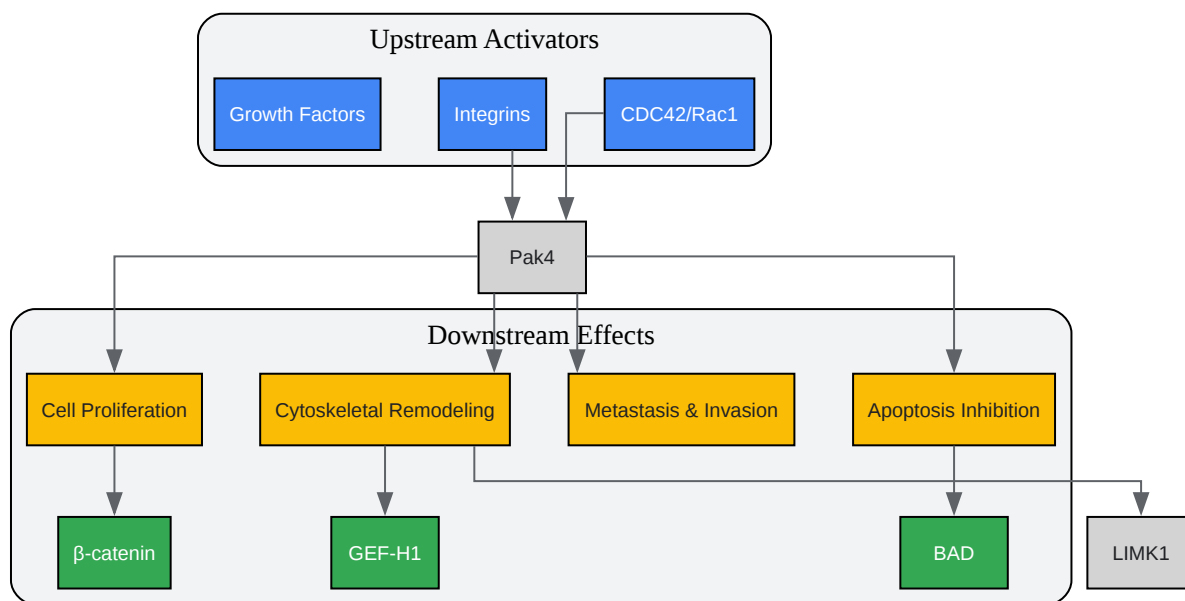 Upstream Activators
Growth Factors
Integrins
CDC42/Rac1
Pak4
Downstream Effects
Cell Proliferation
Cytoskeletal Remodeling
Metastasis & Invasion
Apoptosis Inhibition
β-catenin
GEF-H1
BAD
LIMK1